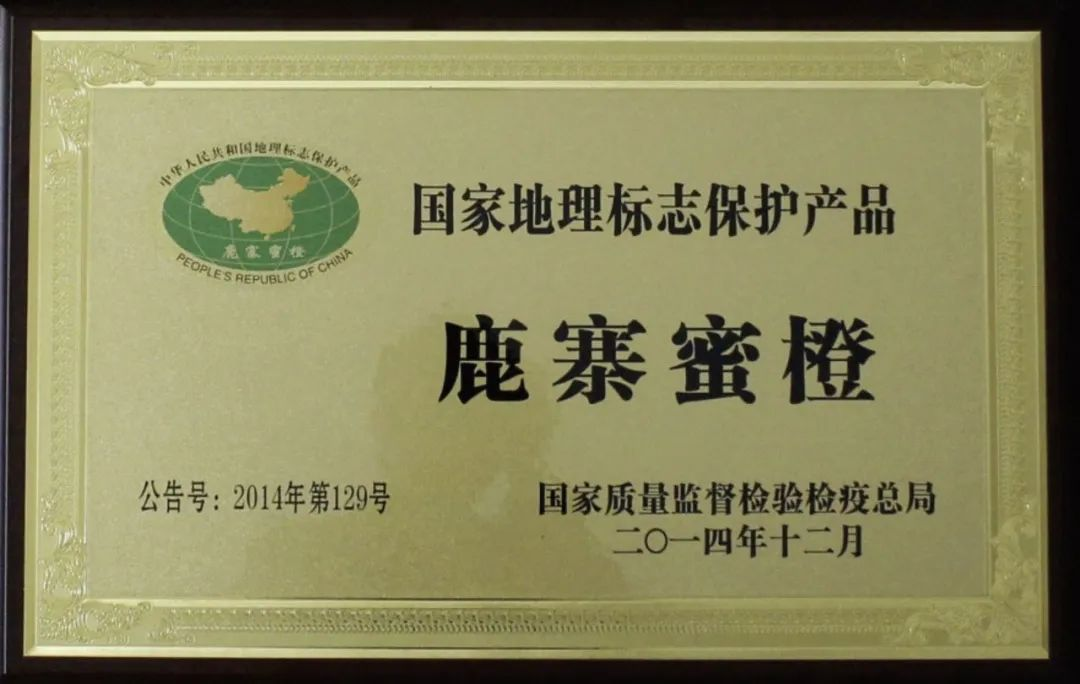 中华人民共和国地理标志保护产品
鹿寨蜜橙
PEOPLE'S REPUBLIC OF CHINA
国家地理标志保护产品
鹿寨蜜橙
公告号：2014年第129号
国家质量监督检验检疫总局
二〇一四年十二月